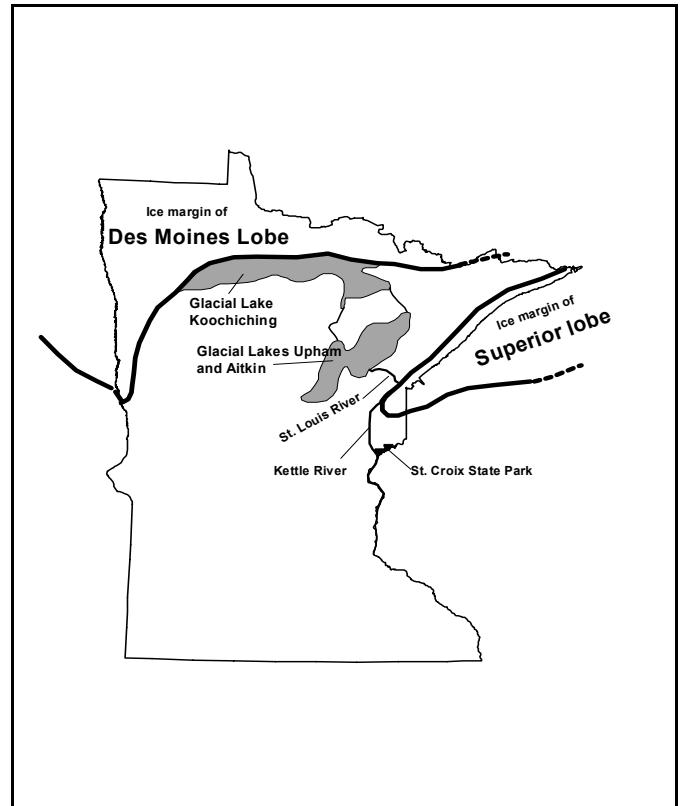 Ice margin of
Des Moines Lobe
Glacial Lake
Koochiching
Ice margin of
Superior lobe
Glacial Lakes Upham
and Aitkin
St. Louis River
Kettle River
St. Croix State Park